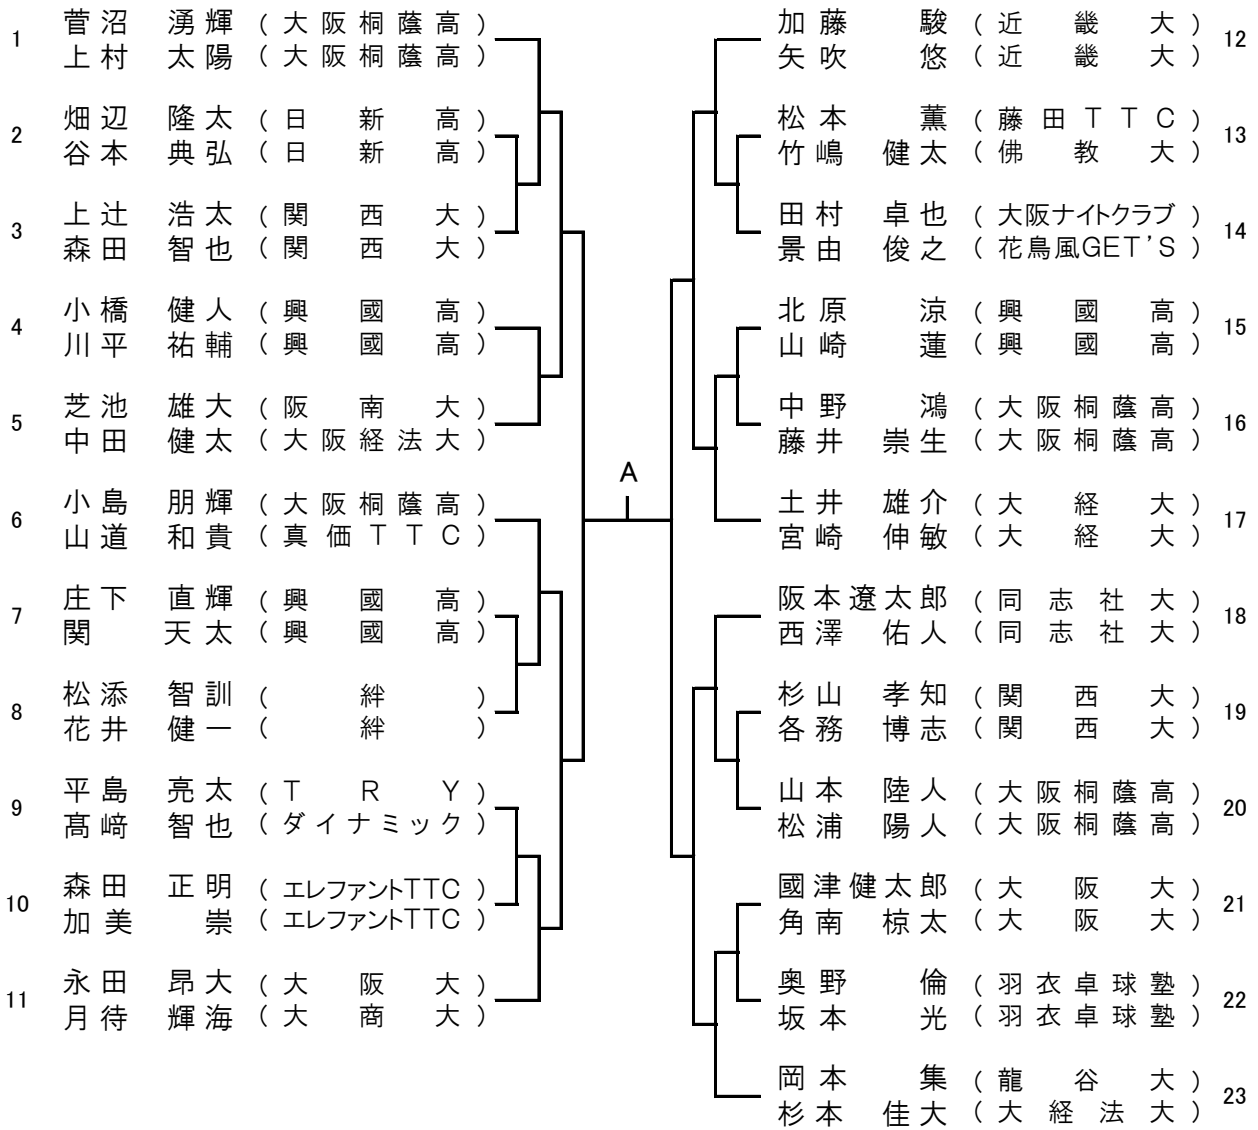 1 菅沼 湧輝 (大阪桐蔭高)
上村 太陽 (大阪桐蔭高)
2 畑辺 隆太 (日新高)
谷本 典弘 (日新高)
3 上辻 浩太 (関西大)
森田 智也 (関西大)
4 小橋 健人 (興國高)
川平 祐輔 (興國高)
5 芝池 雄大 (阪南大)
中田 健太 (大阪経法大)
6 小島 朋輝 (大阪桐蔭高)
山道 和貴 (真価TTC)
7 庄下 直輝 (興國高)
関 天太 (興國高)
8 松添 智訓 (絆)
花井 健一 (絆)
9 平島 亮太 (TRY)
髙﨑 智也 (ダイナミック)
10 森田 正明 (エレファントTTC)
加美 崇 (エレファントTTC)
11 永田 昂大 (大阪大)
月待 輝海 (大商大)
A
加藤 駿 (近畿大) 12
矢吹 悠 (近畿大)
松本 薫 (藤田TTC) 13
竹嶋 健太 (佛教大)
田村 卓也 (大阪ナイトクラブ) 14
景由 俊之 (花鳥風GET'S)
北原 涼 (興國高) 15
山崎 蓮 (興國高)
中野 鴻 (大阪桐蔭高) 16
藤井 崇生 (大阪桐蔭高)
土井 雄介 (大経大) 17
宮崎 伸敏 (大経大)
阪本遼太郎 (同志社大) 18
西澤 佑人 (同志社大)
杉山 孝知 (関西大) 19
各務 博志 (関西大)
山本 陸人 (大阪桐蔭高) 20
松浦 陽人 (大阪桐蔭高)
國津健太郎 (大阪大) 21
角南 椋太 (大阪大)
奥野 倫 (羽衣卓球塾) 22
坂本 光 (羽衣卓球塾)
岡本 集 (龍谷大) 23
杉本 佳大 (大経法大)